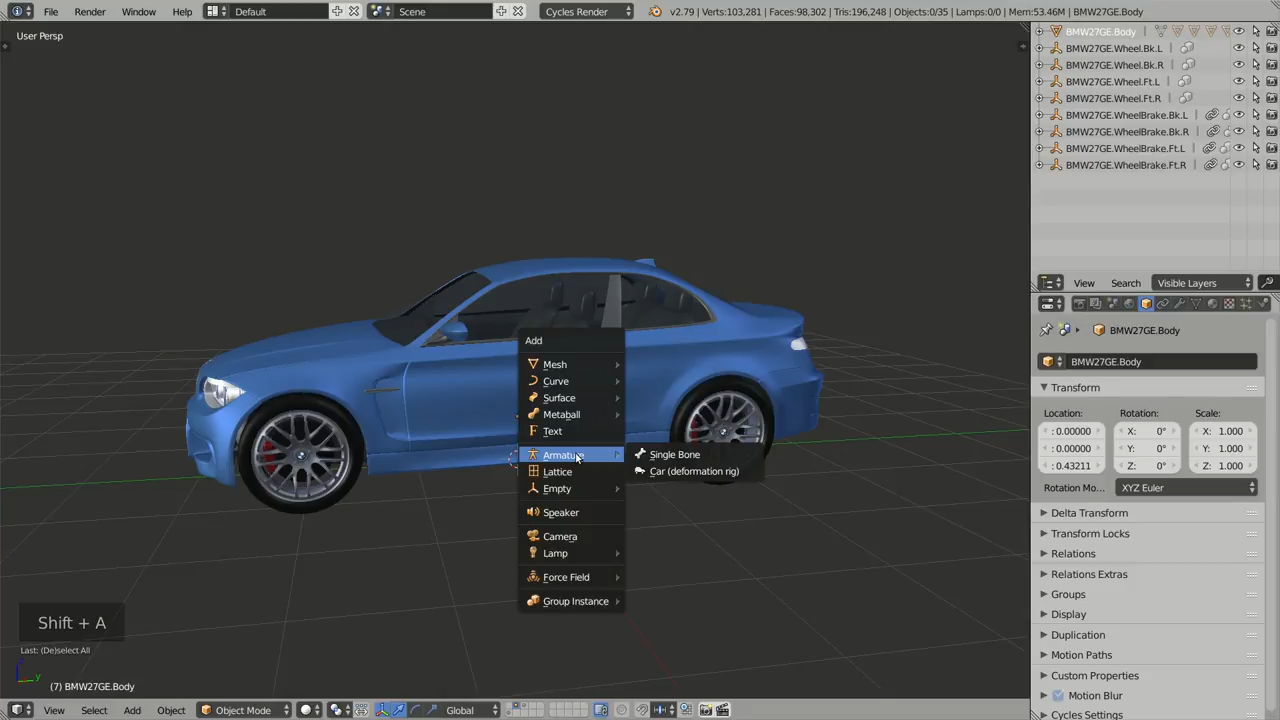 File Render Window Help Default Scene Cycles Render v2.79 | Verts:103,281 | Faces:98,302 | Tris:196,248 | Objects:0/35 | Lamps:0/0 | Mem:53.46M | BMW27GE.Body
User Persp
BMW27GE.Body
BMW27GE.Wheel.Bk.L
BMW27GE.Wheel.Bk.R
BMW27GE.Wheel.Ft.L
BMW27GE.Wheel.Ft.R
BMW27GE.WheelBrake.Bk.L
BMW27GE.WheelBrake.Bk.R
BMW27GE.WheelBrake.Ft.L
BMW27GE.WheelBrake.Ft.R
View Search Visible Layers
BMW27GE.Body
BMW27GE.Body
Transform
Location: Rotation: Scale:
: 0.00000 X: 0° X: 1.000
: 0.00000 Y: 0° Y: 1.000
: 0.43211 Z: 0° Z: 1.000
Rotation Mo... XYZ Euler
Delta Transform
Transform Locks
Relations
Relations Extras
Groups
Display
Duplication
Motion Paths
Custom Properties
Motion Blur
Cycles Settings
Add
Mesh
Curve
Surface
Metaball
Text
Armature
Lattice
Empty
Speaker
Camera
Lamp
Force Field
Group Instance
Single Bone
Car (deformation rig)
Shift + A
Last: (De)select All
(7) BMW27GE.Body
View Select Add Object Object Mode Global